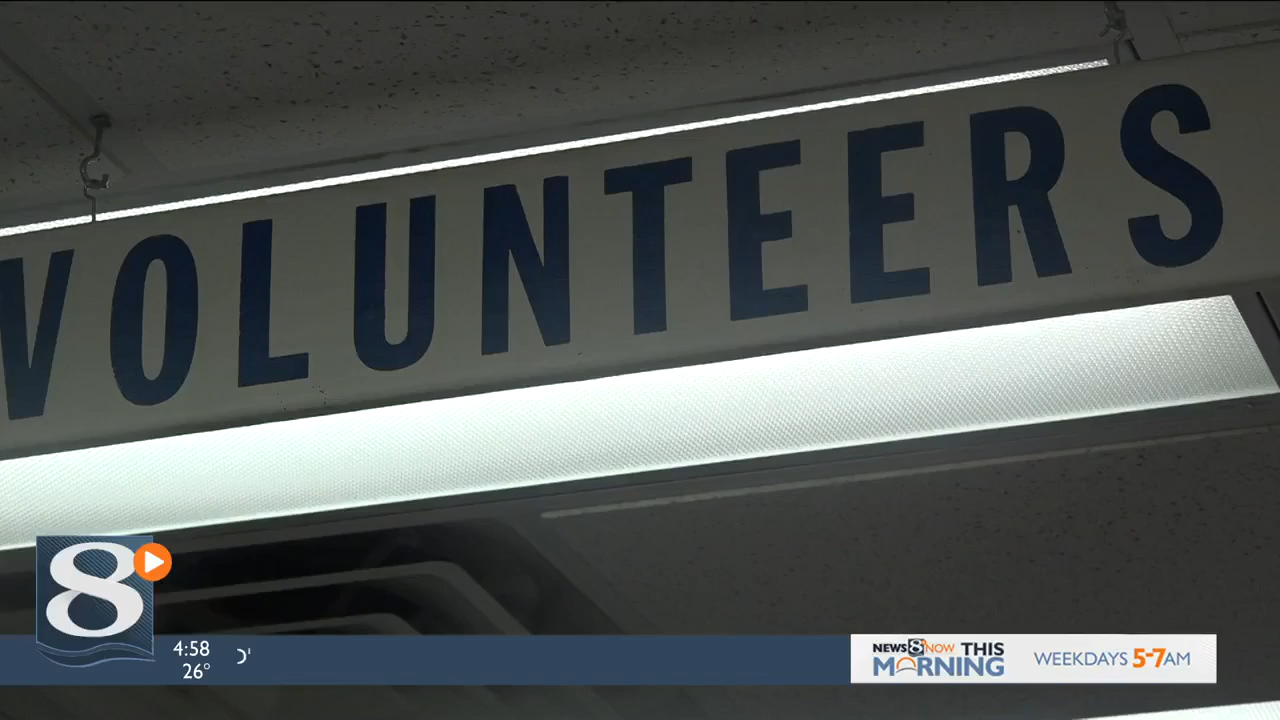 VOLUNTEERS
8
4:58
26°
NEWS 8 NOW THIS
MORNING
WEEKDAYS 5-7AM